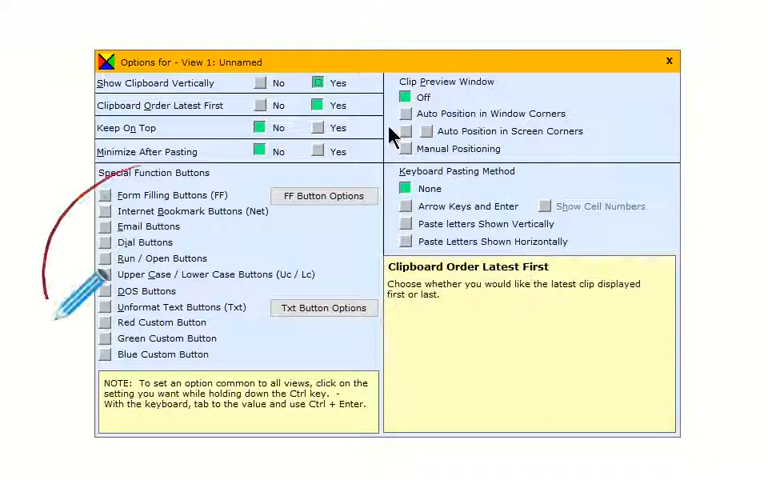 Options for - View 1: Unnamed
x
Show Clipboard Vertically No Yes
Clipboard Order Latest First No Yes
Keep On Top No Yes
Minimize After Pasting No Yes
Special Function Buttons
Form Filling Buttons (FF) FF Button Options
Internet Bookmark Buttons (Net)
Email Buttons
Dial Buttons
Run / Open Buttons
Upper Case / Lower Case Buttons (Uc / Lc)
DOS Buttons
Unformat Text Buttons (Txt) Txt Button Options
Red Custom Button
Green Custom Button
Blue Custom Button
NOTE: To set an option common to all views, click on the
setting you want while holding down the Ctrl key. -
With the keyboard, tab to the value and use Ctrl + Enter.
Clip Preview Window
Off
Auto Position in Window Corners
Auto Position in Screen Corners
Manual Positioning
Keyboard Pasting Method
None
Arrow Keys and Enter Show Cell Numbers
Paste letters Shown Vertically
Paste Letters Shown Horizontally
Clipboard Order Latest First
Choose whether you would like the latest clip displayed
first or last.